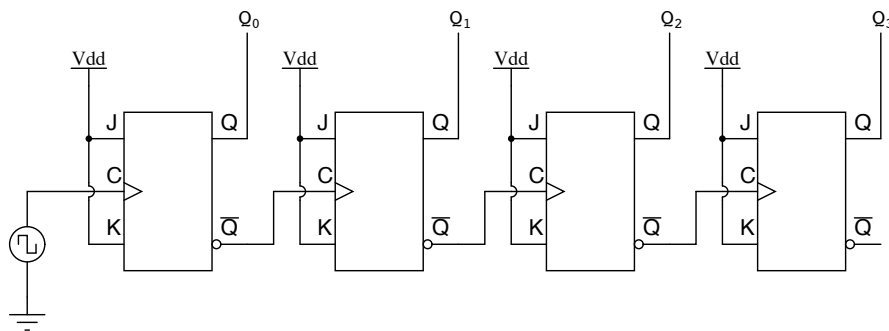 Q₀ Q₁ Q₂ Q₃
Vdd Vdd Vdd Vdd
J Q J Q J Q J Q
C C C C
K Q̅ K Q̅ K Q̅ K Q̅